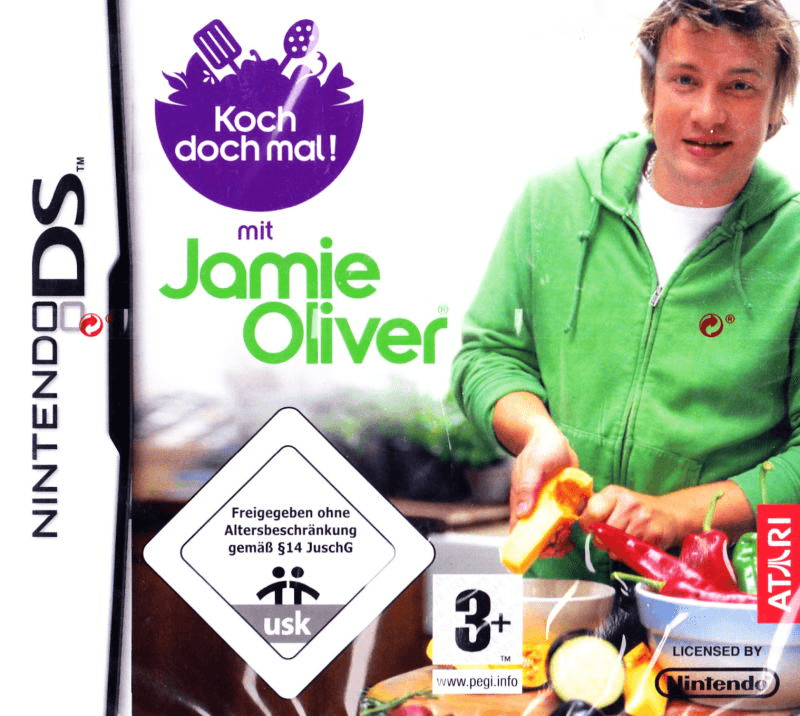 NINTENDO DS™
Koch
doch mal!
mit
Jamie
Oliver®
®
®
Freigegeben ohne
Altersbeschränkung
gemäß §14 JuschG
usk
3+
™
www.pegi.info
ATARI
LICENSED BY
Nintendo